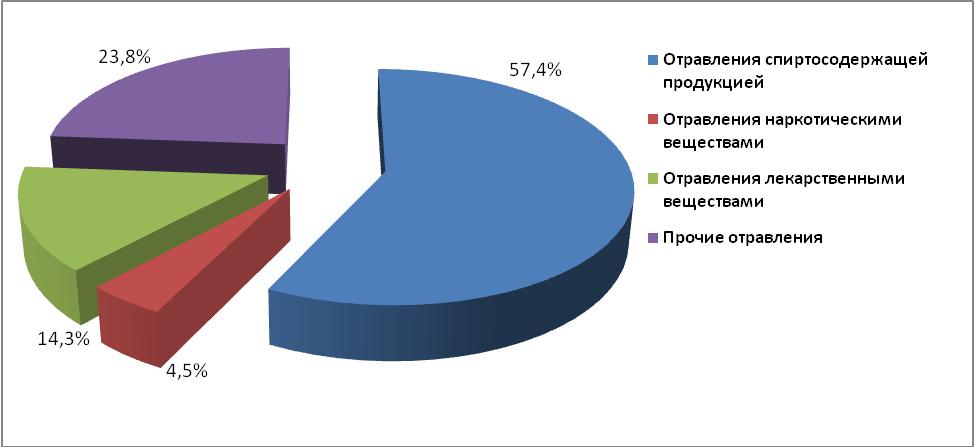 23,8%
57,4%
14,3%
4,5%
Отравления спиртосодержащей
продукцией
Отравления наркотическими
веществами
Отравления лекарственными
веществами
Прочие отравления